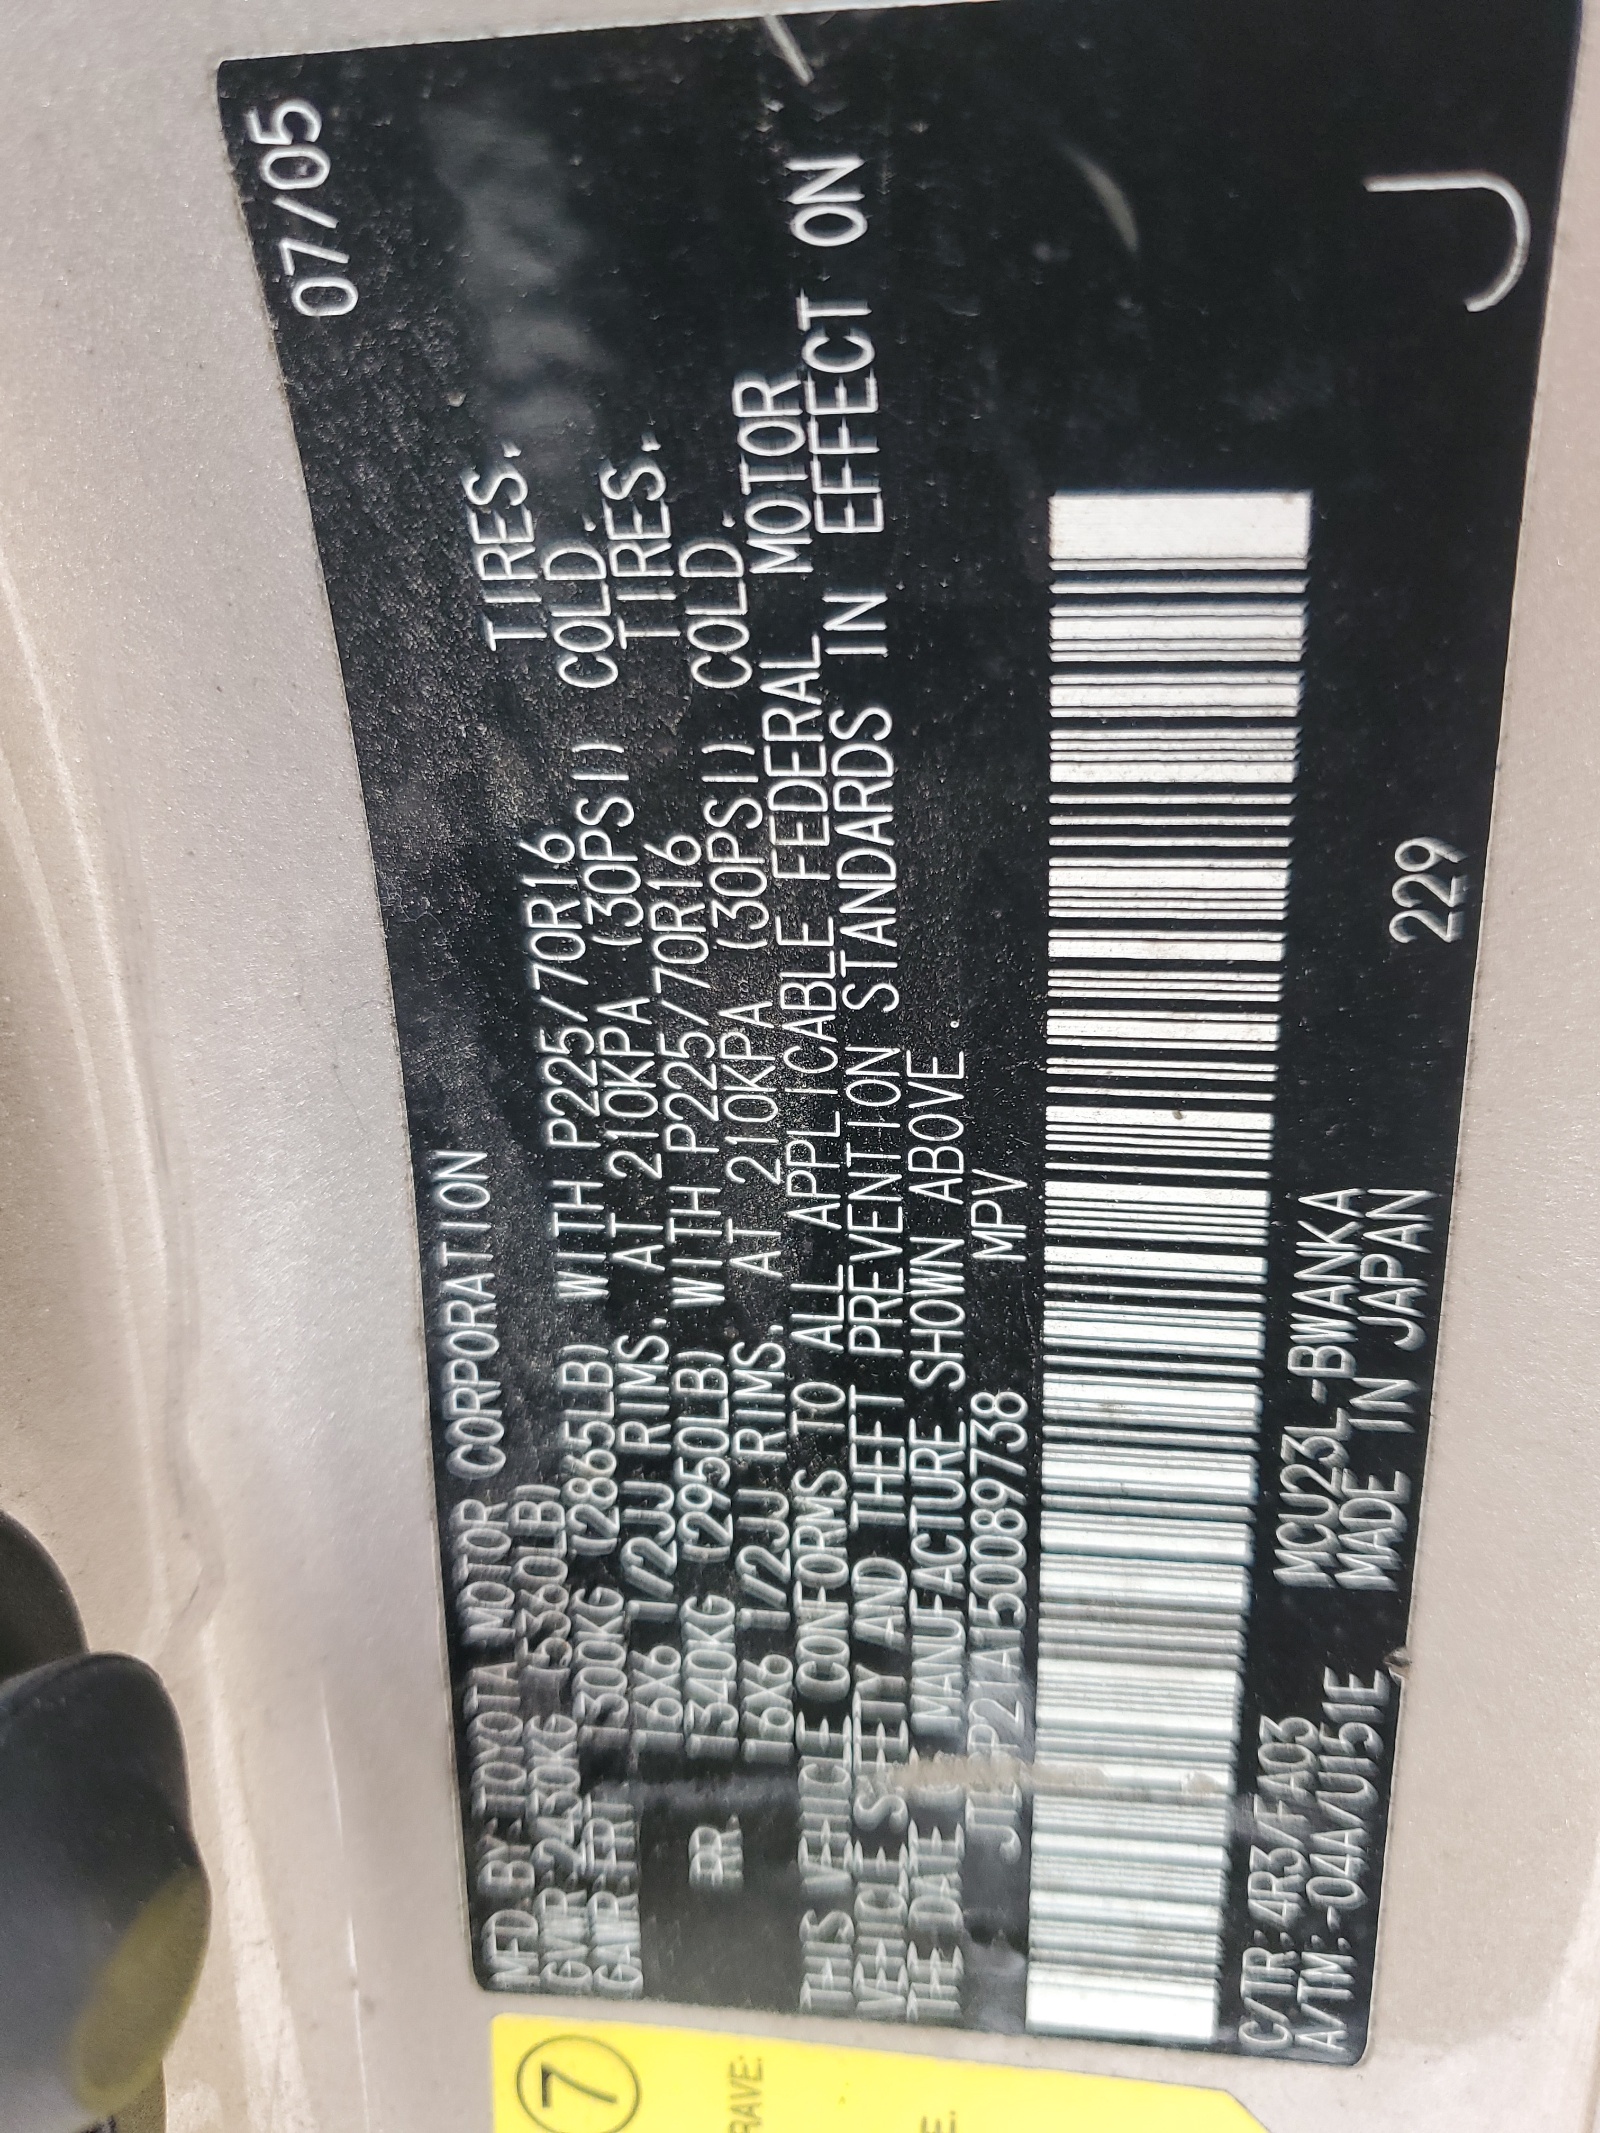 07/05
MFD BY:TOYOTA MOTOR CORPORATION
GVWR 2430KG (5360LB)
GAWR FRT 1300KG (2865LB) WITH P225/70R16 TIRES.
16X6 1/2JJ RIMS. AT 210KPA (30PSI) COLD.
RR. 1340KG (2950LB) WITH P225/70R16 TIRES.
16X6 1/2JJ RIMS. AT 210KPA (30PSI) COLD.
THIS VEHICLE CONFORMS TO ALL APPLICABLE FEDERAL MOTOR
VEHICLE SAFETY AND THEFT PREVENTION STANDARDS IN EFFECT ON
THE DATE MANUFACTURE SHOWN ABOVE.
MPV
C/TR:4R3/FA03 MCU23L-BWANKA 229
A/TM:-04A/U151E MADE IN JAPAN
J
7
RAVE:
E.